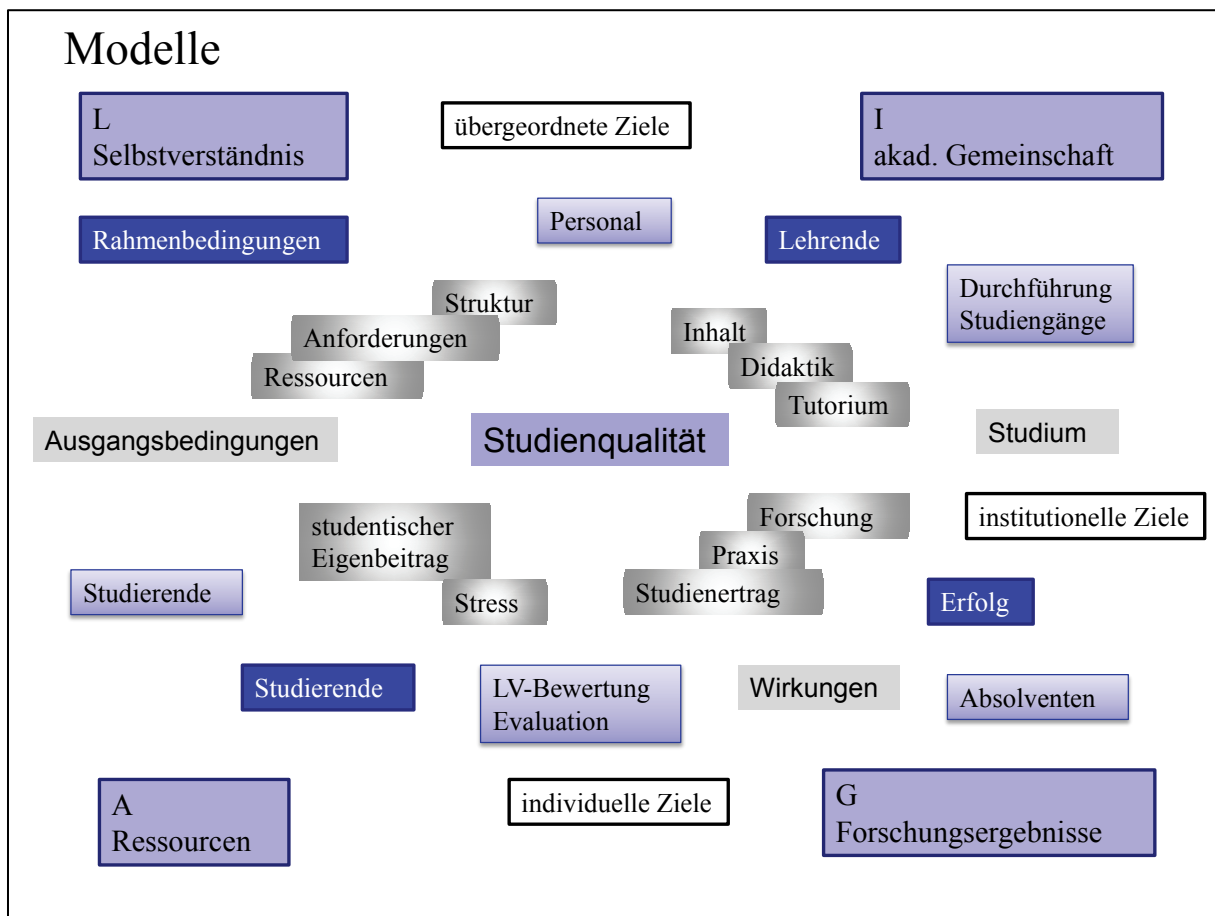 Modelle
L
Selbstverständnis
übergeordnete Ziele
I
akad. Gemeinschaft
Rahmenbedingungen
Personal
Lehrende
Durchführung
Studiengänge
Struktur
Anforderungen
Ressourcen
Inhalt
Didaktik
Tutorium
Ausgangsbedingungen
Studienqualität
Studium
studentischer
Eigenbeitrag
Stress
Forschung
Praxis
Studienertrag
institutionelle Ziele
Studierende
Erfolg
Studierende
LV-Bewertung
Evaluation
Wirkungen
Absolventen
A
Ressourcen
individuelle Ziele
G
Forschungsergebnisse